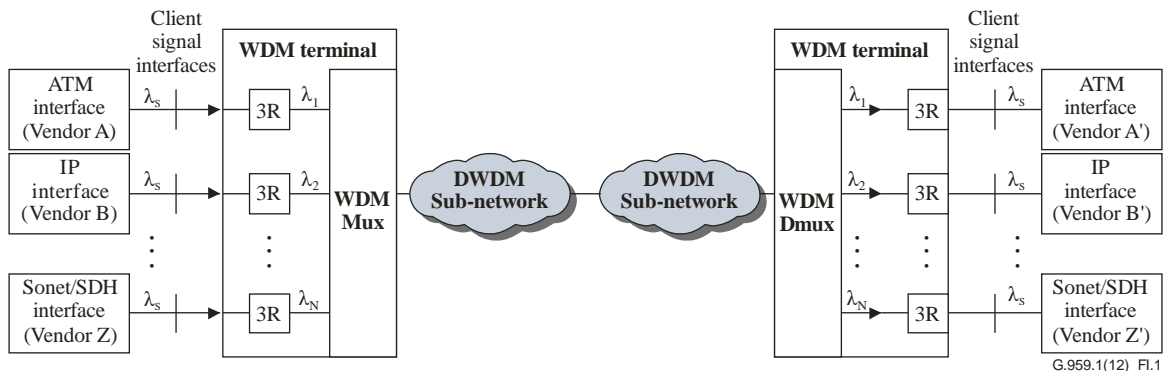 Client
signal
interfaces
WDM terminal
ATM
interface
(Vendor A)
λs
3R
λ1
IP
interface
(Vendor B)
λs
3R
λ2
Sonet/SDH
interface
(Vendor Z)
λs
3R
λN
WDM
Mux
DWDM
Sub-network
DWDM
Sub-network
WDM terminal
WDM
Dmux
λ1
3R
λ2
3R
λN
3R
Client
signal
interfaces
λs
ATM
interface
(Vendor A')
λs
IP
interface
(Vendor B')
λs
Sonet/SDH
interface
(Vendor Z')
G.959.1(12)_FI.1